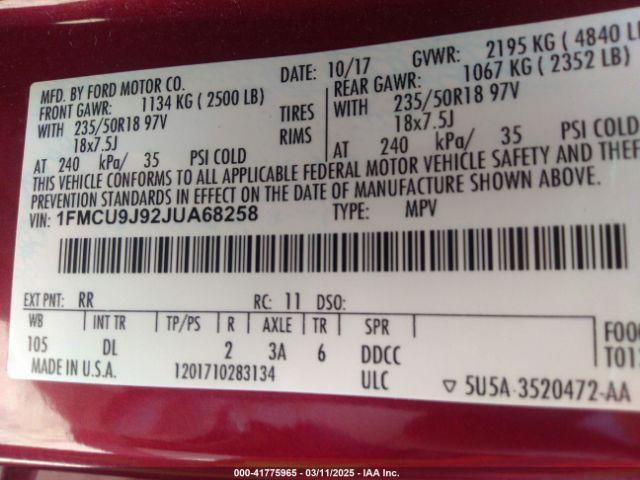 MFD. BY FORD MOTOR CO. DATE: 10/17 GVWR: 2195 KG ( 4840 L
FRONT GAWR: 1134 KG ( 2500 LB) REAR GAWR: 1067 KG ( 2352 LB)
WITH 235/50R18 97V TIRES WITH 235/50R18 97V
18x7.5J RIMS 18x7.5J
AT 240 kPa/ 35 PSI COLD AT 240 kPa/ 35 PSI COLD
THIS VEHICLE CONFORMS TO ALL APPLICABLE FEDERAL MOTOR VEHICLE SAFETY AND THEF
PREVENTION STANDARDS IN EFFECT ON THE DATE OF MANUFACTURE SHOWN ABOVE.
VIN: 1FMCU9J92JUA68258 TYPE: MPV
EXT PNT: RR RC: 11 DSO:
WB INT TR TP/PS R AXLE TR SPR
105 DL 2 3A 6 DDCC
MADE IN U.S.A. 1201710283134 ULC
F00
T013
▽ 5U5A-3520472-AA
000-41775965 - 03/11/2025 - IAA Inc.